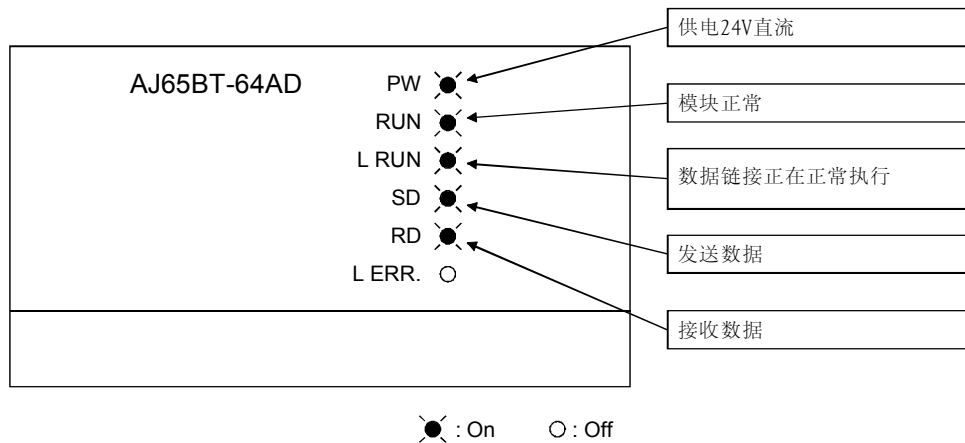 供电24V直流
AJ65BT-64AD
PW
模块正常
RUN
L RUN
数据链接正在正常执行
SD
RD
发送数据
L ERR.
接收数据
: On
: Off